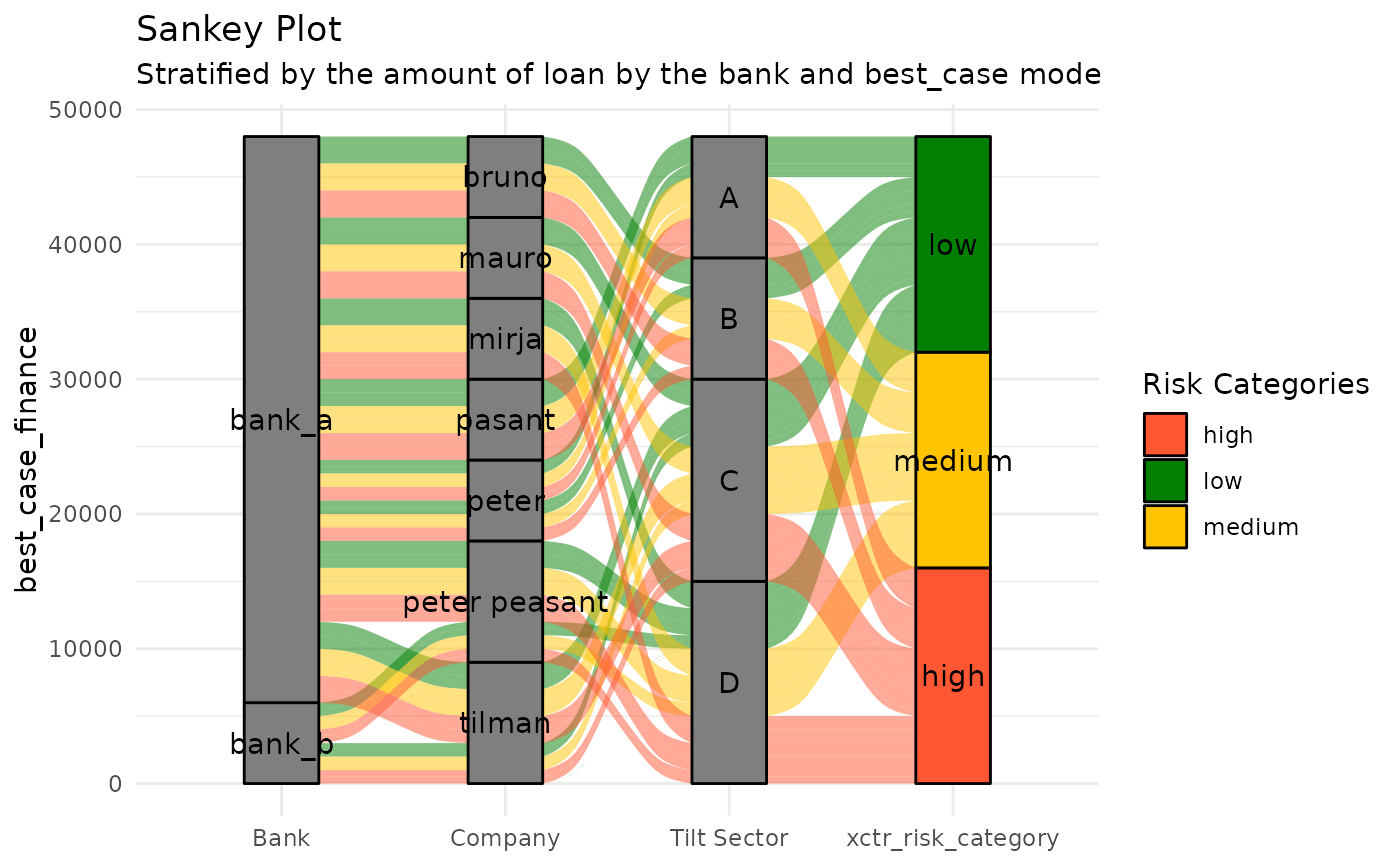 Sankey Plot
Stratified by the amount of loan by the bank and best_case mode
best_case_finance
50000
40000
30000
20000
10000
0
bank_a
bank_b
bruno
mauro
mirja
pasant
peter
peter peasant
tilman
A
B
C
D
low
medium
high
Bank
Company
Tilt Sector
xctr_risk_category
Risk Categories
high
low
medium